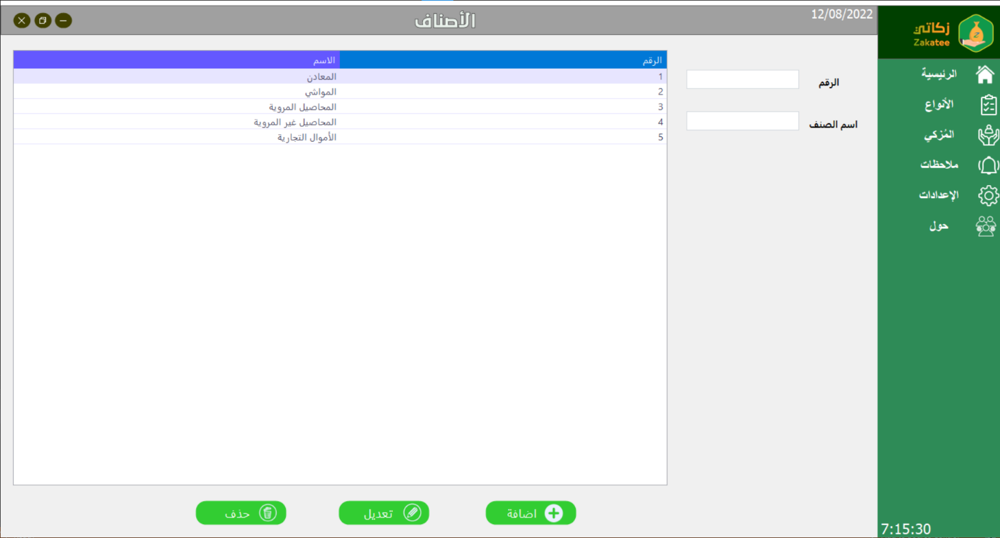 زكاتي
Zakatee
12/08/2022
الأصناف
الرئيسية
الأنواع
المُزكي
ملاحظات
الإعدادات
حول
الرقم
اسم الصنف
الرقم الاسم
1 المعادن
2 المواشي
3 المحاصيل المروية
4 المحاصيل غير المروية
5 الأموال التجارية
اضافة
تعديل
حذف
7:15:30